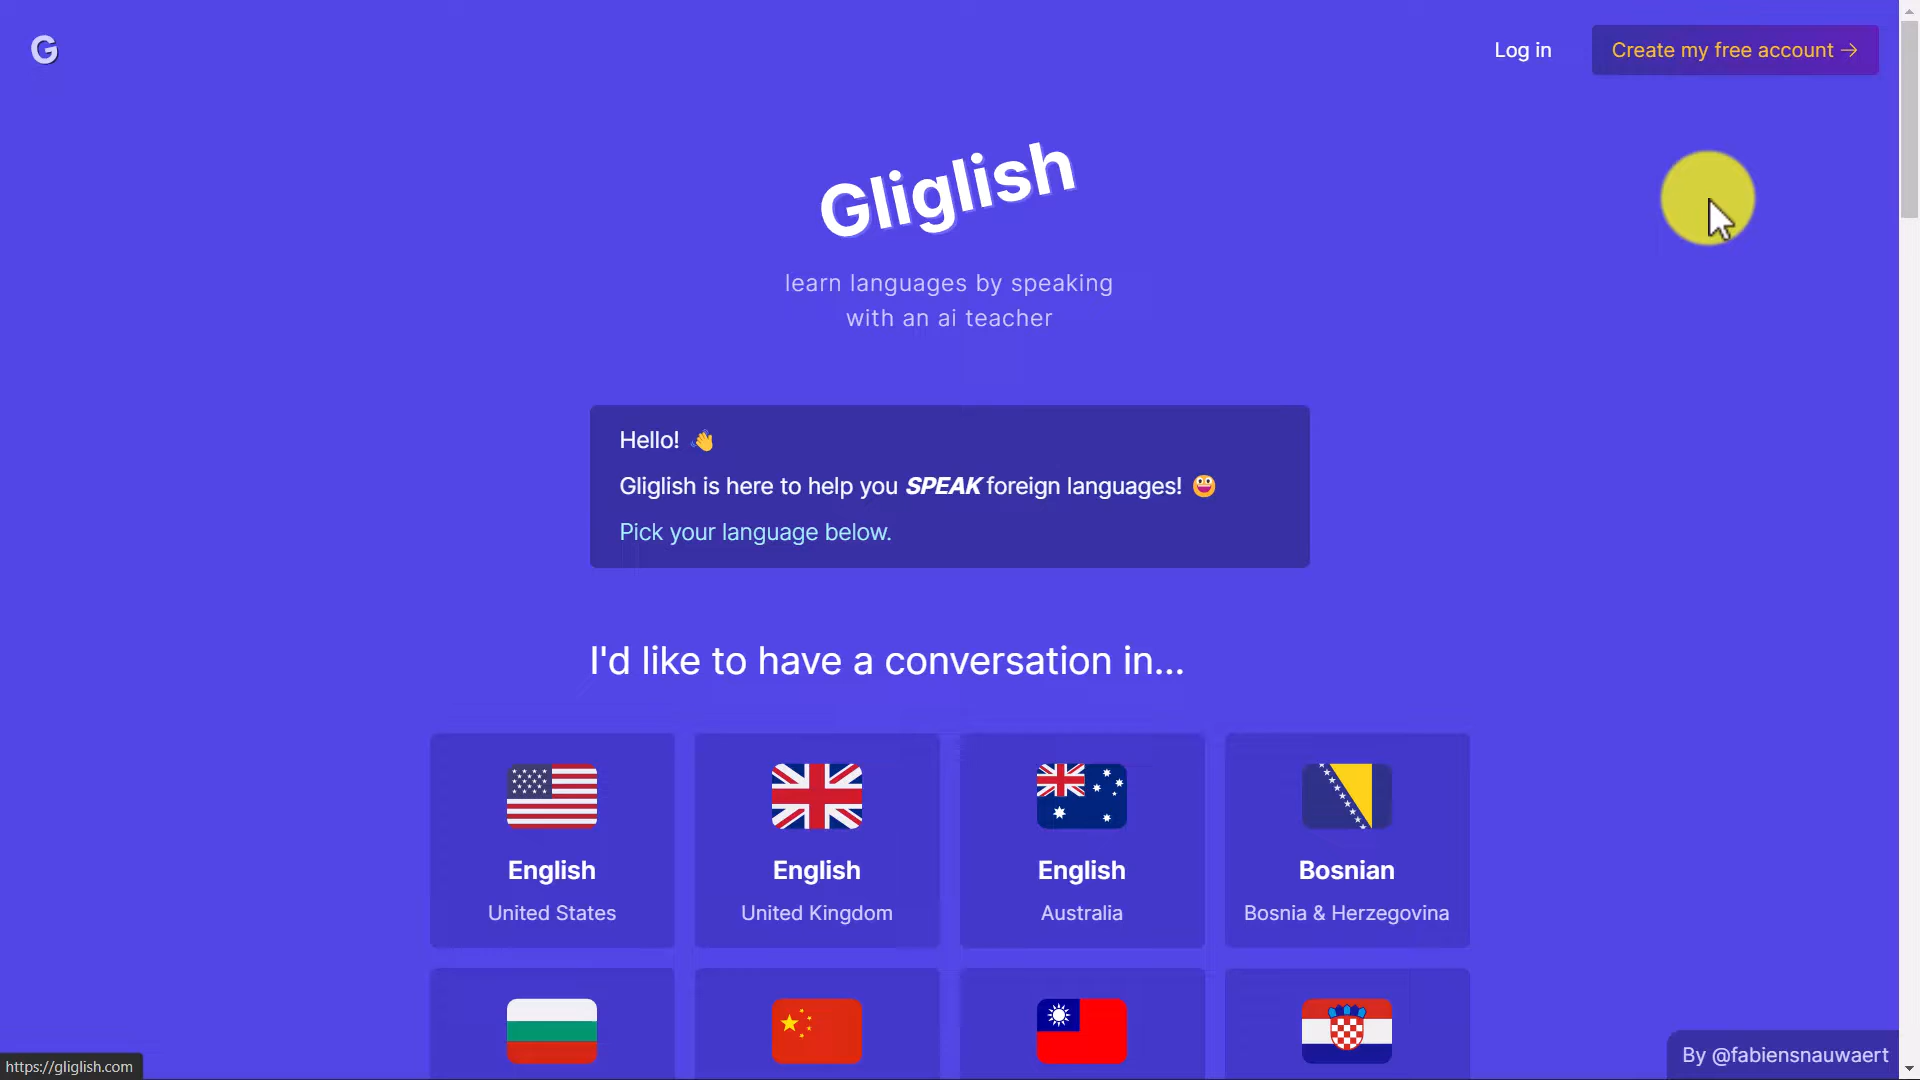 G
Log in
Create my free account →
Gliglish
learn languages by speaking
with an ai teacher
Hello! 👋
Gliglish is here to help you SPEAK foreign languages! 😃
Pick your language below.
I'd like to have a conversation in...
English
United States
English
United Kingdom
English
Australia
Bosnian
Bosnia & Herzegovina
https://gliglish.com
By @fabiensnauwaert